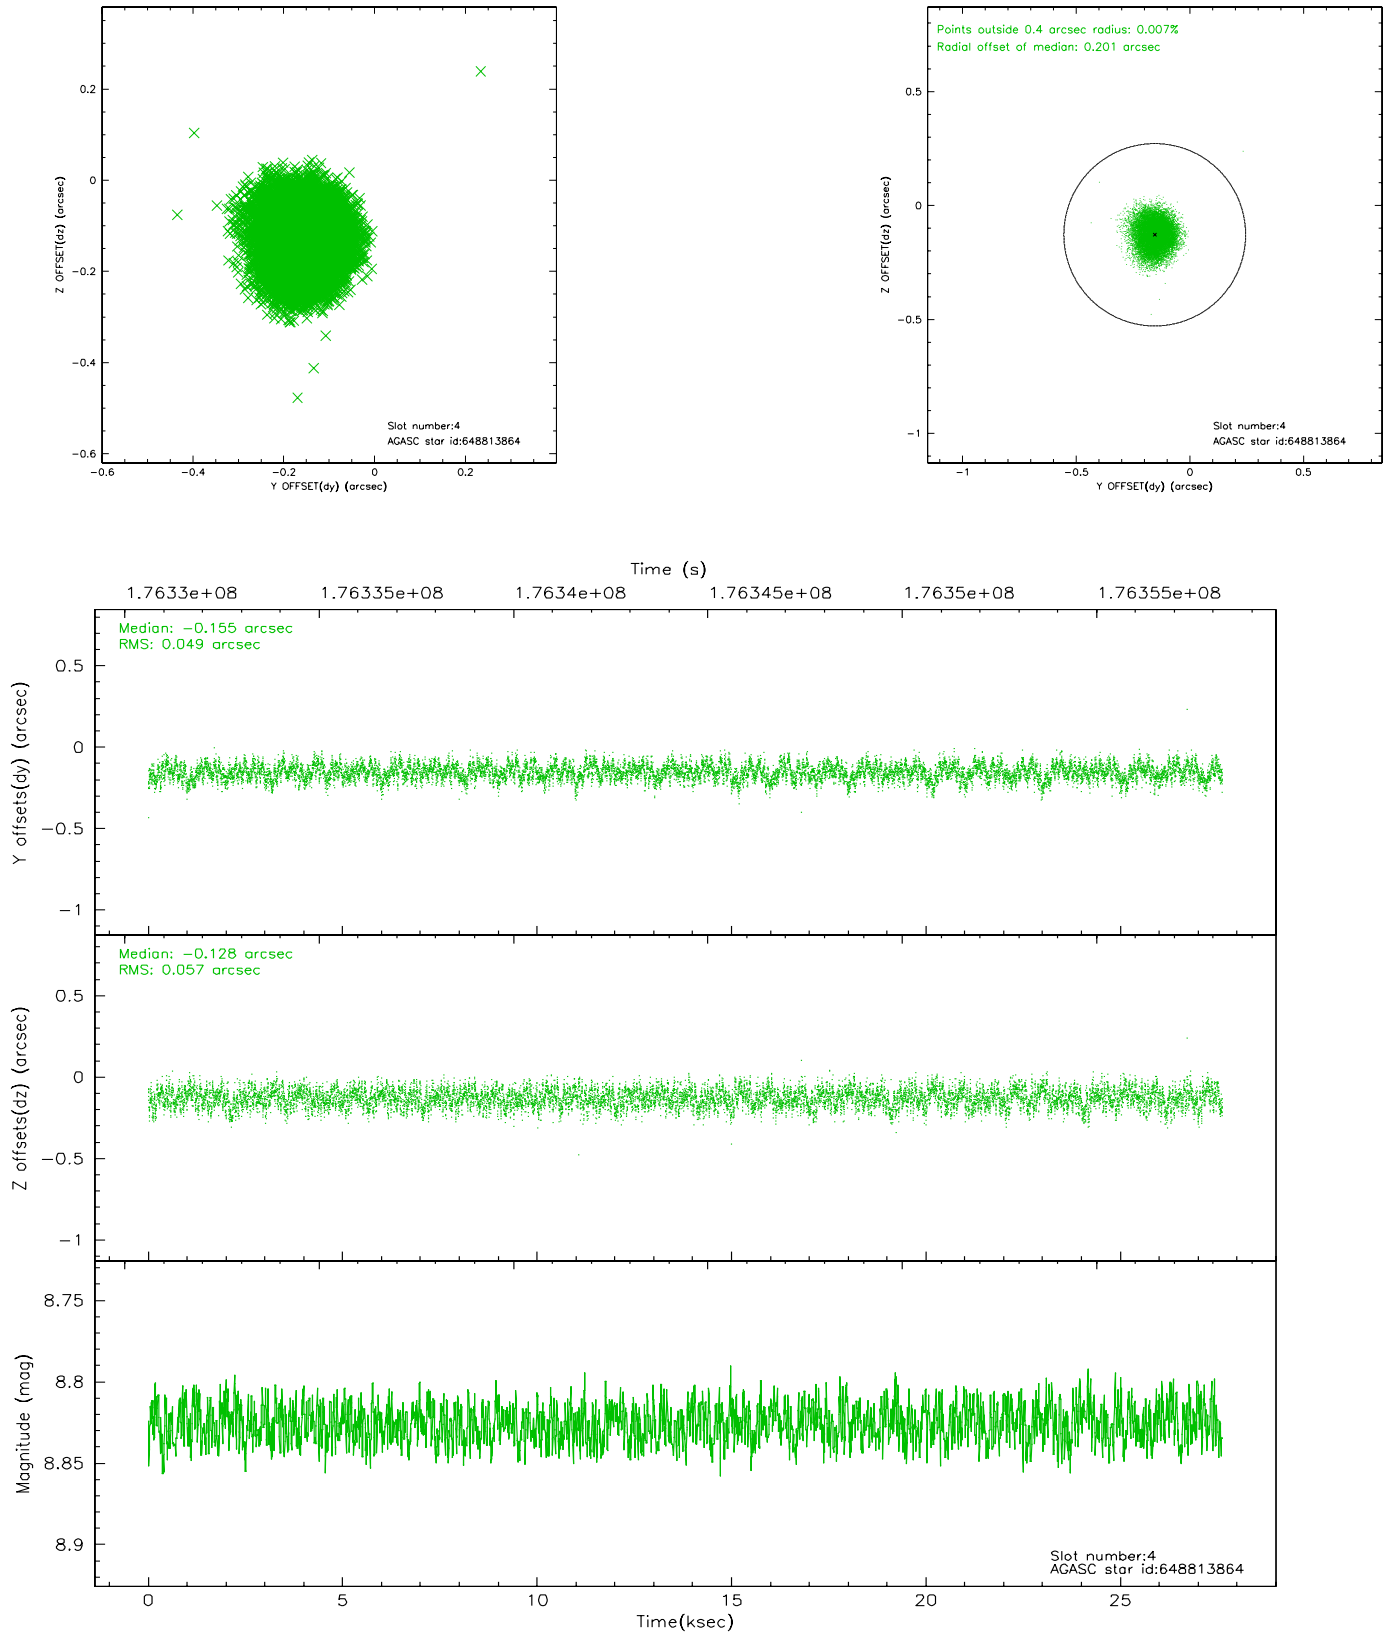 0.2
0
−0.2
−0.4
−0.6
Z OFFSET(dz) (arcsec)
Slot number:4
AGASC star id:648813864
−0.6 −0.4 −0.2 0 0.2
Y OFFSET(dy) (arcsec)
Points outside 0.4 arcsec radius: 0.007%
Radial offset of median: 0.201 arcsec
0.5
0
−0.5
−1
Z OFFSET(dz) (arcsec)
Slot number:4
AGASC star id:648813864
−1 −0.5 0 0.5
Y OFFSET(dy) (arcsec)
Time (s)
1.7633e+08 1.76335e+08 1.7634e+08 1.76345e+08 1.7635e+08 1.76355e+08
Median: −0.155 arcsec
RMS: 0.049 arcsec
0.5
0
−0.5
−1
Y offsets(dy) (arcsec)
Median: −0.128 arcsec
RMS: 0.057 arcsec
0.5
0
−0.5
−1
Z offsets(dz) (arcsec)
8.75
8.8
8.85
8.9
Magnitude (mag)
Slot number:4
AGASC star id:648813864
0 5 10 15 20 25
Time(ksec)